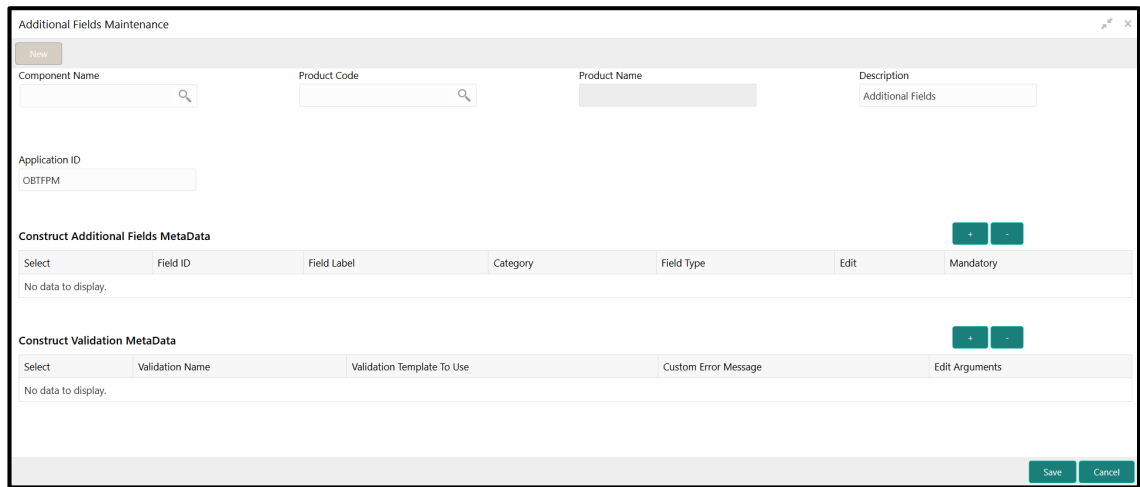 Additional Fields Maintenance
New
Component Name Product Code Product Name Description
Additional Fields
Application ID
OBTFPM
Construct Additional Fields MetaData + -
Select Field ID Field Label Category Field Type Edit Mandatory
No data to display.
Construct Validation MetaData + -
Select Validation Name Validation Template To Use Custom Error Message Edit Arguments
No data to display.
Save Cancel